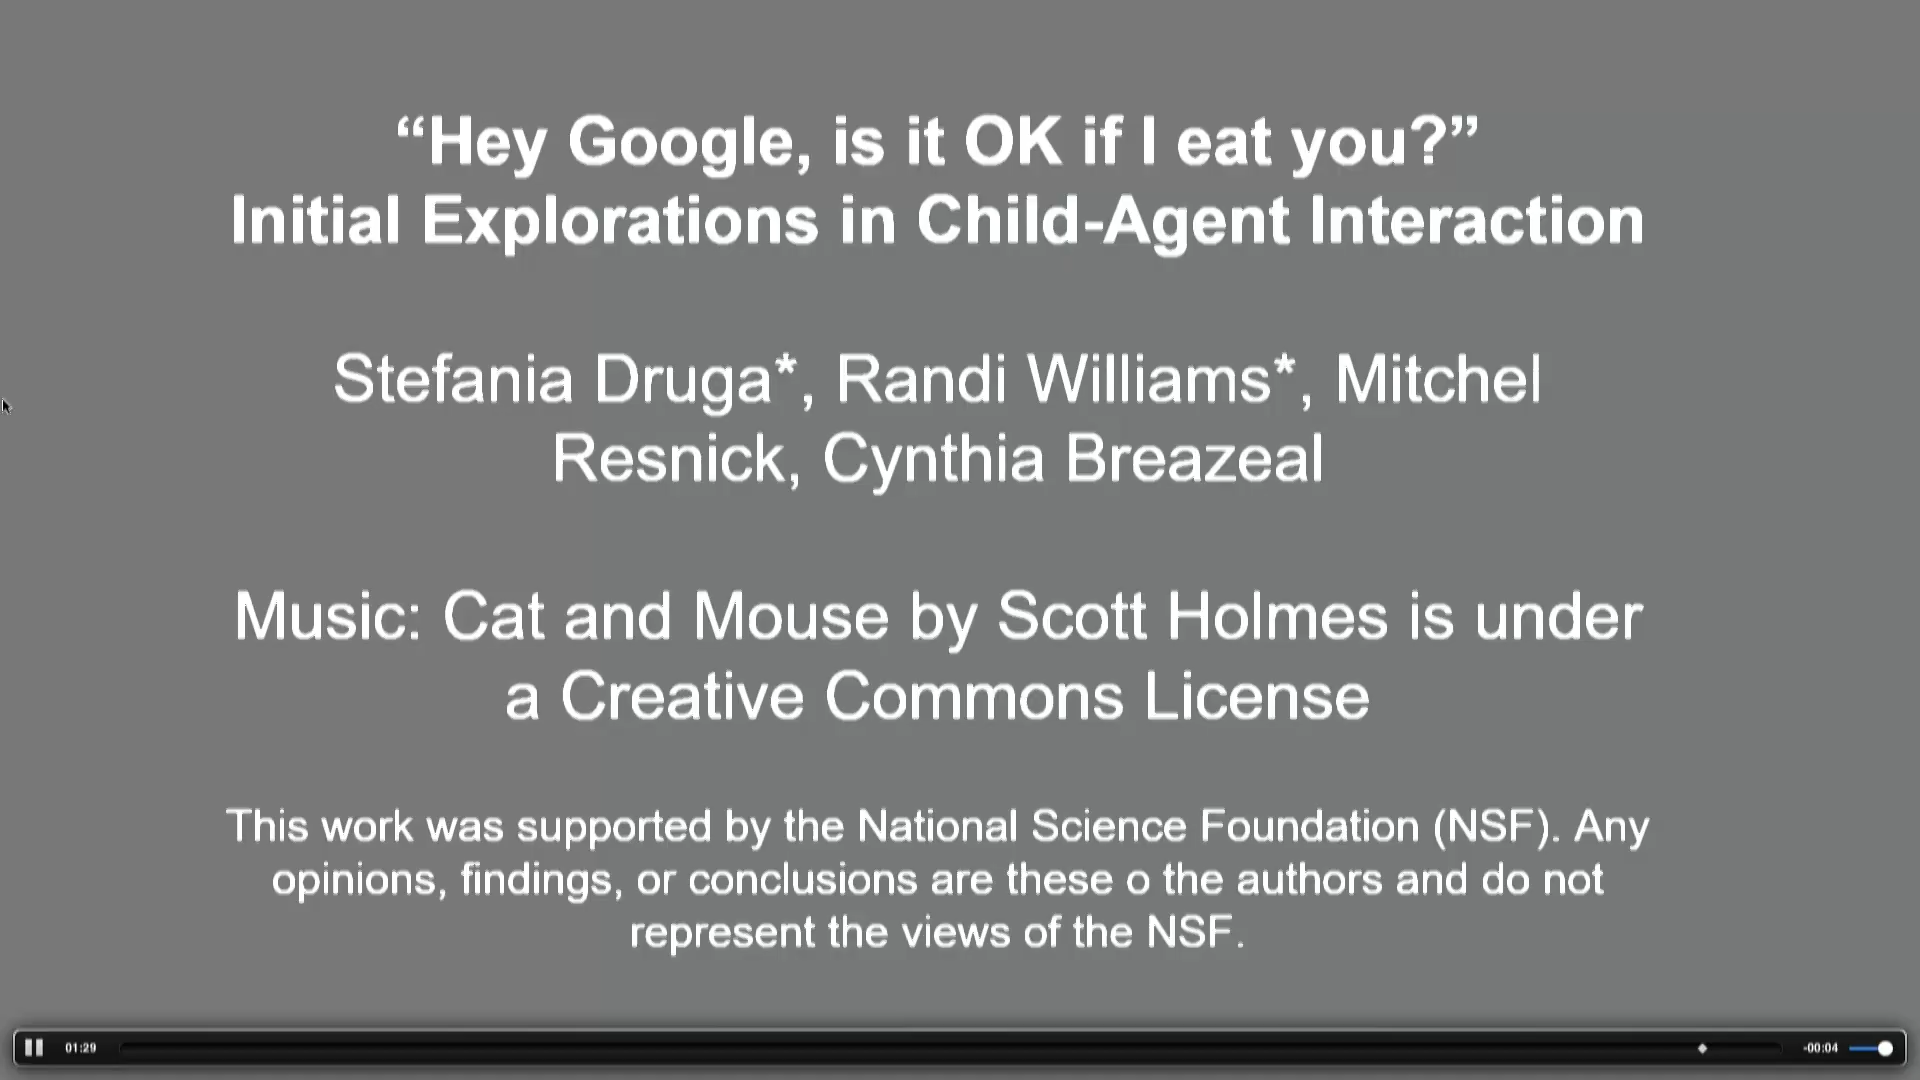 “Hey Google, is it OK if I eat you?”
Initial Explorations in Child-Agent Interaction
Stefania Druga*, Randi Williams*, Mitchel
Resnick, Cynthia Breazeal
Music: Cat and Mouse by Scott Holmes is under
a Creative Commons License
This work was supported by the National Science Foundation (NSF). Any
opinions, findings, or conclusions are these o the authors and do not
represent the views of the NSF.
01:29
-00:04